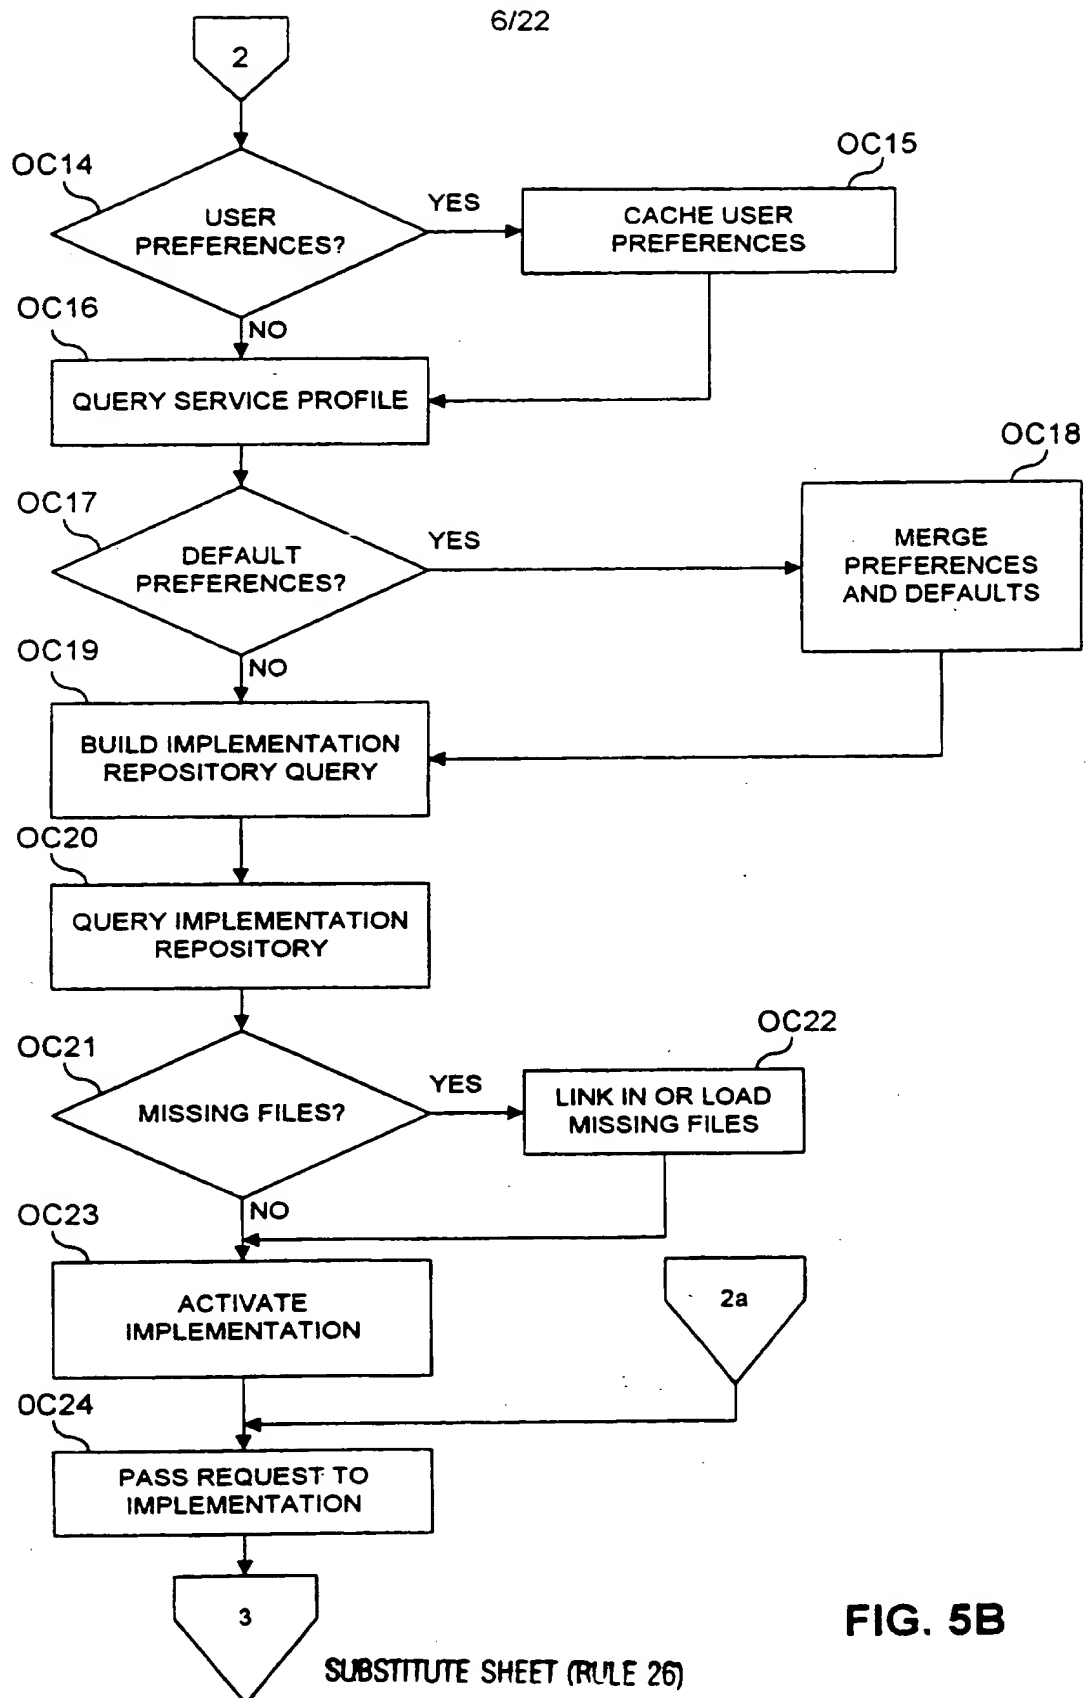 6/22
2
OC14
USER
PREFERENCES?
YES
OC15
CACHE USER
PREFERENCES
NO
OC16
QUERY SERVICE PROFILE
OC17
DEFAULT
PREFERENCES?
YES
OC18
MERGE
PREFERENCES
AND DEFAULTS
NO
OC19
BUILD IMPLEMENTATION
REPOSITORY QUERY
OC20
QUERY IMPLEMENTATION
REPOSITORY
OC21
MISSING FILES?
YES
OC22
LINK IN OR LOAD
MISSING FILES
NO
OC23
ACTIVATE
IMPLEMENTATION
2a
OC24
PASS REQUEST TO
IMPLEMENTATION
3
FIG. 5B
SUBSTITUTE SHEET (RULE 26)